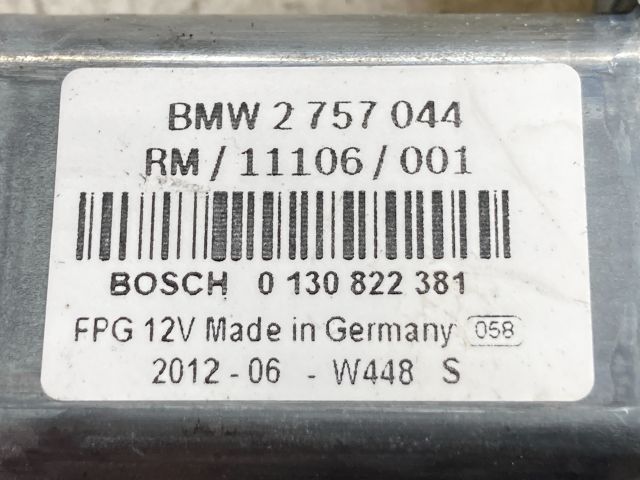 BMW 2 757 044
RM / 11106 / 001
BOSCH 0 130 822 381
FPG 12V Made in Germany 058
2012 - 06 - W448 S